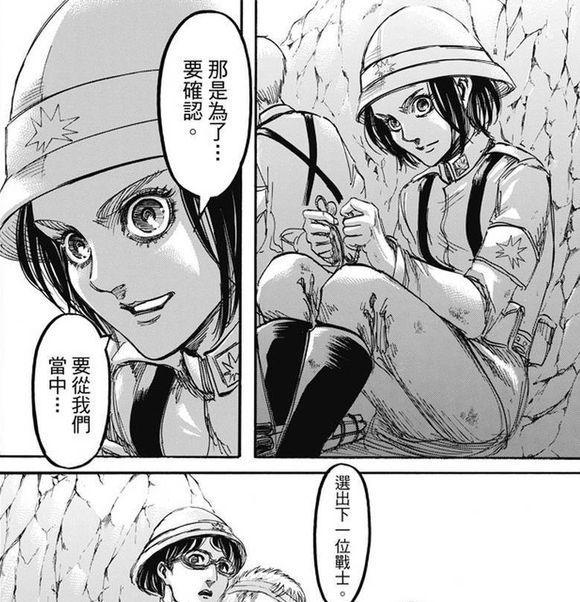 那是為了…
要確認。
要從我們
當中…
選出下一位戰士。